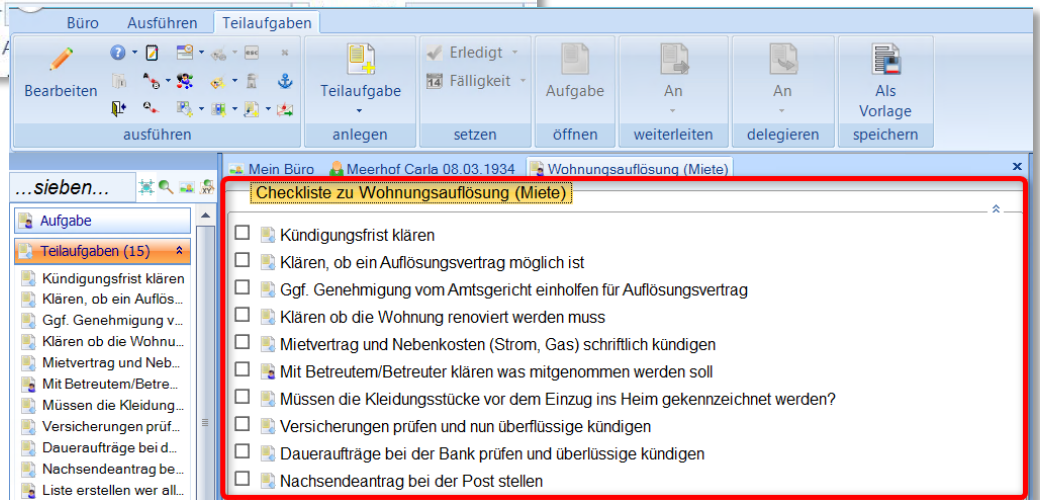 Büro Ausführen Teilaufgaben
Bearbeiten
Teilaufgabe
Erledigt
14 Fälligkeit
Aufgabe
An
An
Als
Vorlage
ausführen anlegen setzen öffnen weiterleiten delegieren speichern
...sieben...
Mein Büro Meerhof Carla 08.03.1934 Wohnungsauflösung (Miete) x
Aufgabe
Teilaufgaben (15)
Kündigungsfrist klären
Klären, ob ein Auflös...
Ggf. Genehmigung v...
Klären ob die Wohnu...
Mietvertrag und Neb...
Mit Betreutem/Betre...
Müssen die Kleidung...
Versicherungen prüf...
Daueraufträge bei d...
Nachsendeantrag be...
Liste erstellen wer all...
Checkliste zu Wohnungsauflösung (Miete)
Kündigungsfrist klären
Klären, ob ein Auflösungsvertrag möglich ist
Ggf. Genehmigung vom Amtsgericht einholfen für Auflösungsvertrag
Klären ob die Wohnung renoviert werden muss
Mietvertrag und Nebenkosten (Strom, Gas) schriftlich kündigen
Mit Betreutem/Betreuter klären was mitgenommen werden soll
Müssen die Kleidungsstücke vor dem Einzug ins Heim gekennzeichnet werden?
Versicherungen prüfen und nun überflüssige kündigen
Daueraufträge bei der Bank prüfen und überlüssige kündigen
Nachsendeantrag bei der Post stellen